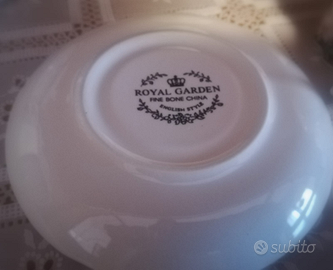 ROYAL GARDEN
FINE BONE CHINA
ENGLISH STYLE
subito